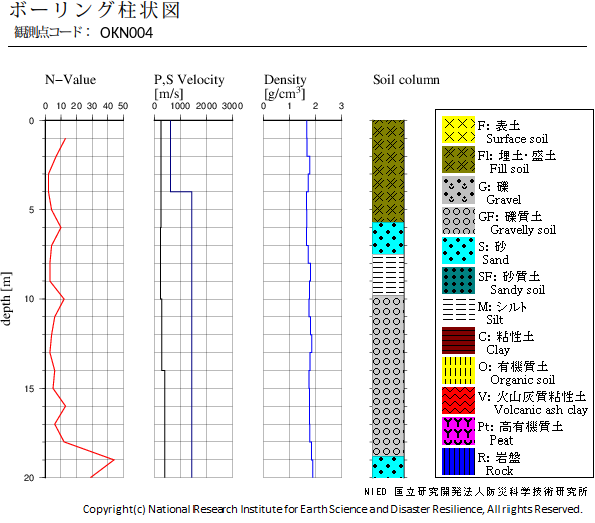 ボーリング柱状図
観測点コード： OKN004
N−Value
P,S Velocity
[m/s]
Density
[g/cm³]
Soil column
0 10 20 30 40 50
0 1000 2000 3000
0 1 2 3
depth [m]
0
5
10
15
20
F: 表土
Surface soil
Fl: 埋土・盛土
Fill soil
G: 礫
Gravel
GF: 礫質土
Gravelly soil
S: 砂
Sand
SF: 砂質土
Sandy soil
M: シルト
Silt
C: 粘性土
Clay
O: 有機質土
Organic soil
V: 火山灰質粘性土
Volcanic ash clay
Pt: 高有機質土
Peat
R: 岩盤
Rock
NIED 国立研究開発法人防災科学技術研究所
Copyright(c) National Research Institute for Earth Science and Disaster Resilience, All rights Reserved.